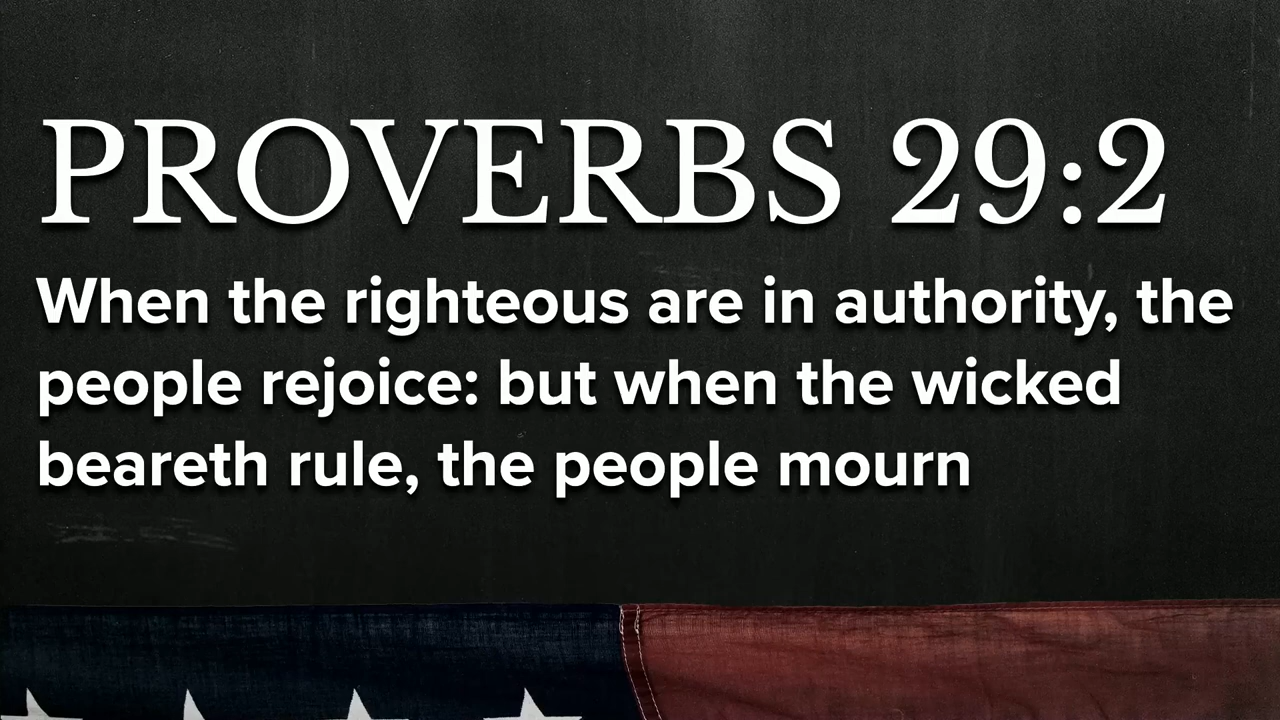 PROVERBS 29:2
When the righteous are in authority, the
people rejoice: but when the wicked
beareth rule, the people mourn